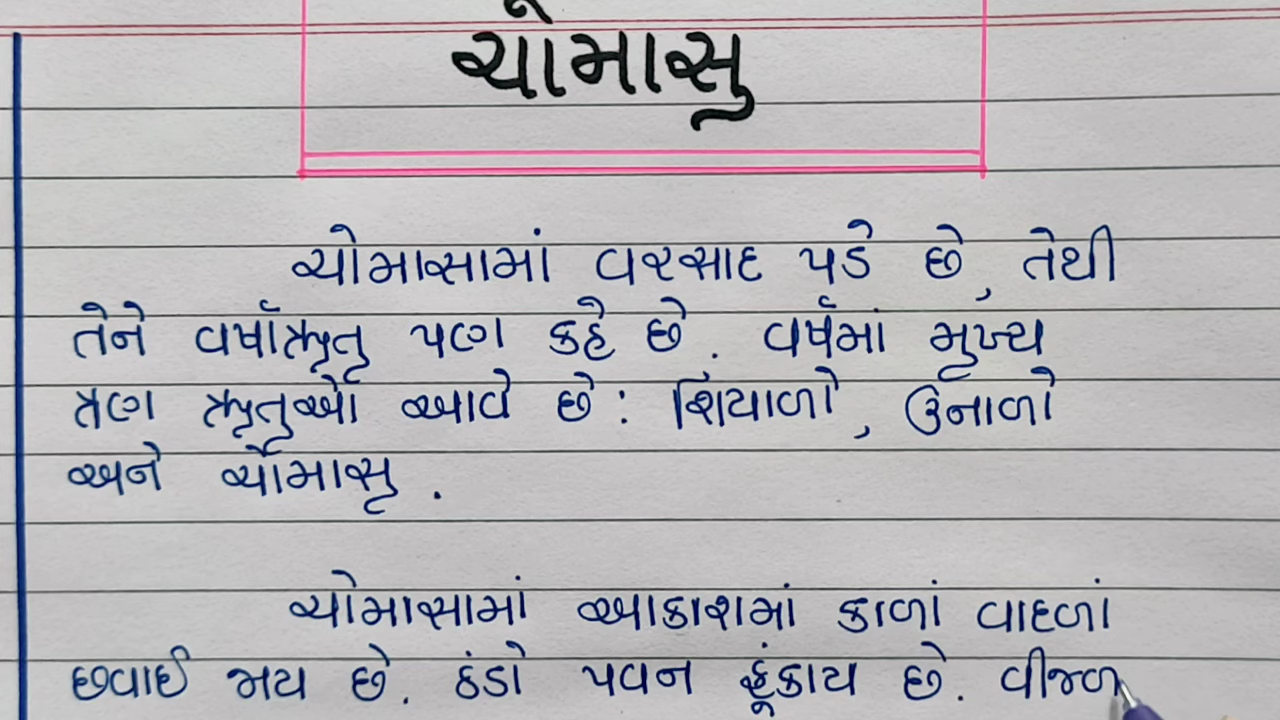 ચોમાસુ
ચોમાસામાં વરસાદ પડે છે, તેથી
તેને વર્ષાઋતુ પણ કહે છે. વર્ષમાં મુખ્ય
ત્રણ ઋતુઓ આવે છે: શિયાળો, ઉનાળો
અને ચોમાસુ.
ચોમાસામાં આકાશમાં કાળાં વાદળાં
છવાઈ જાય છે. ઠંડો પવન ફૂંકાય છે. વીજળ